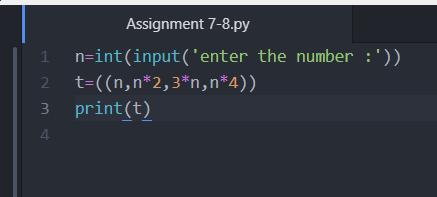 Assignment 7-8.py
1 n=int(input('enter the number :'))
2 t=((n,n*2,3*n,n*4))
3 print(t)
4